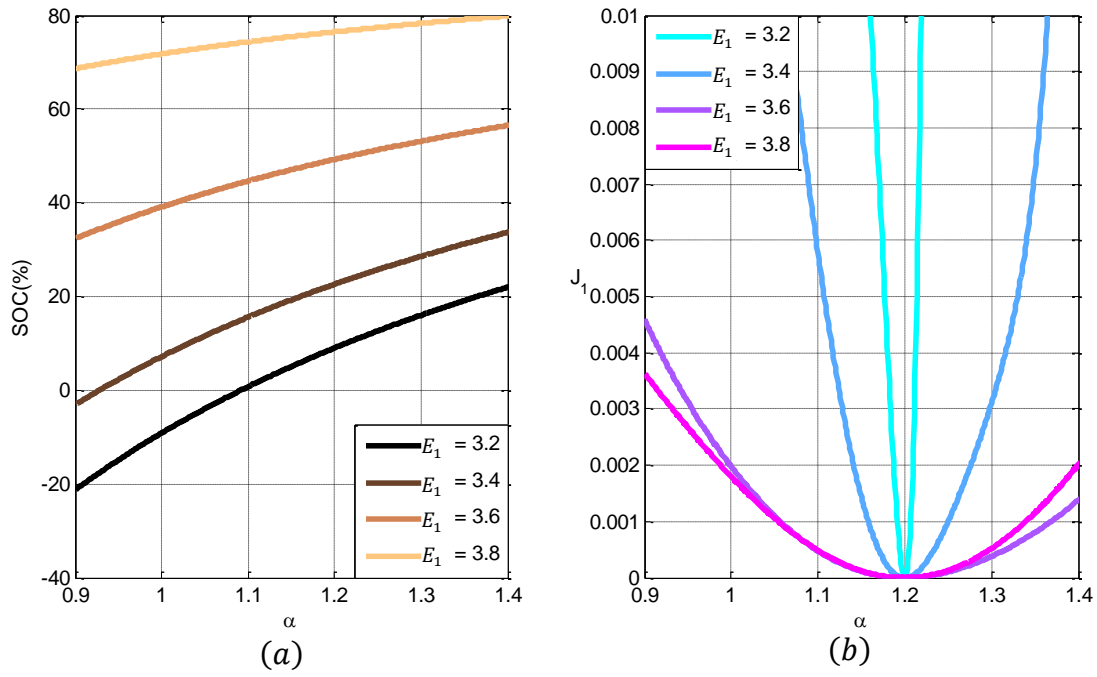 80
60
40
20
0
-20
-40
SOC(%)
0.9 1 1.1 1.2 1.3 1.4
α
E₁ = 3.2
E₁ = 3.4
E₁ = 3.6
E₁ = 3.8
(a)
0.01
0.009
0.008
0.007
0.006
0.005
0.004
0.003
0.002
0.001
0
J₁
0.9 1 1.1 1.2 1.3 1.4
α
E₁ = 3.2
E₁ = 3.4
E₁ = 3.6
E₁ = 3.8
(b)